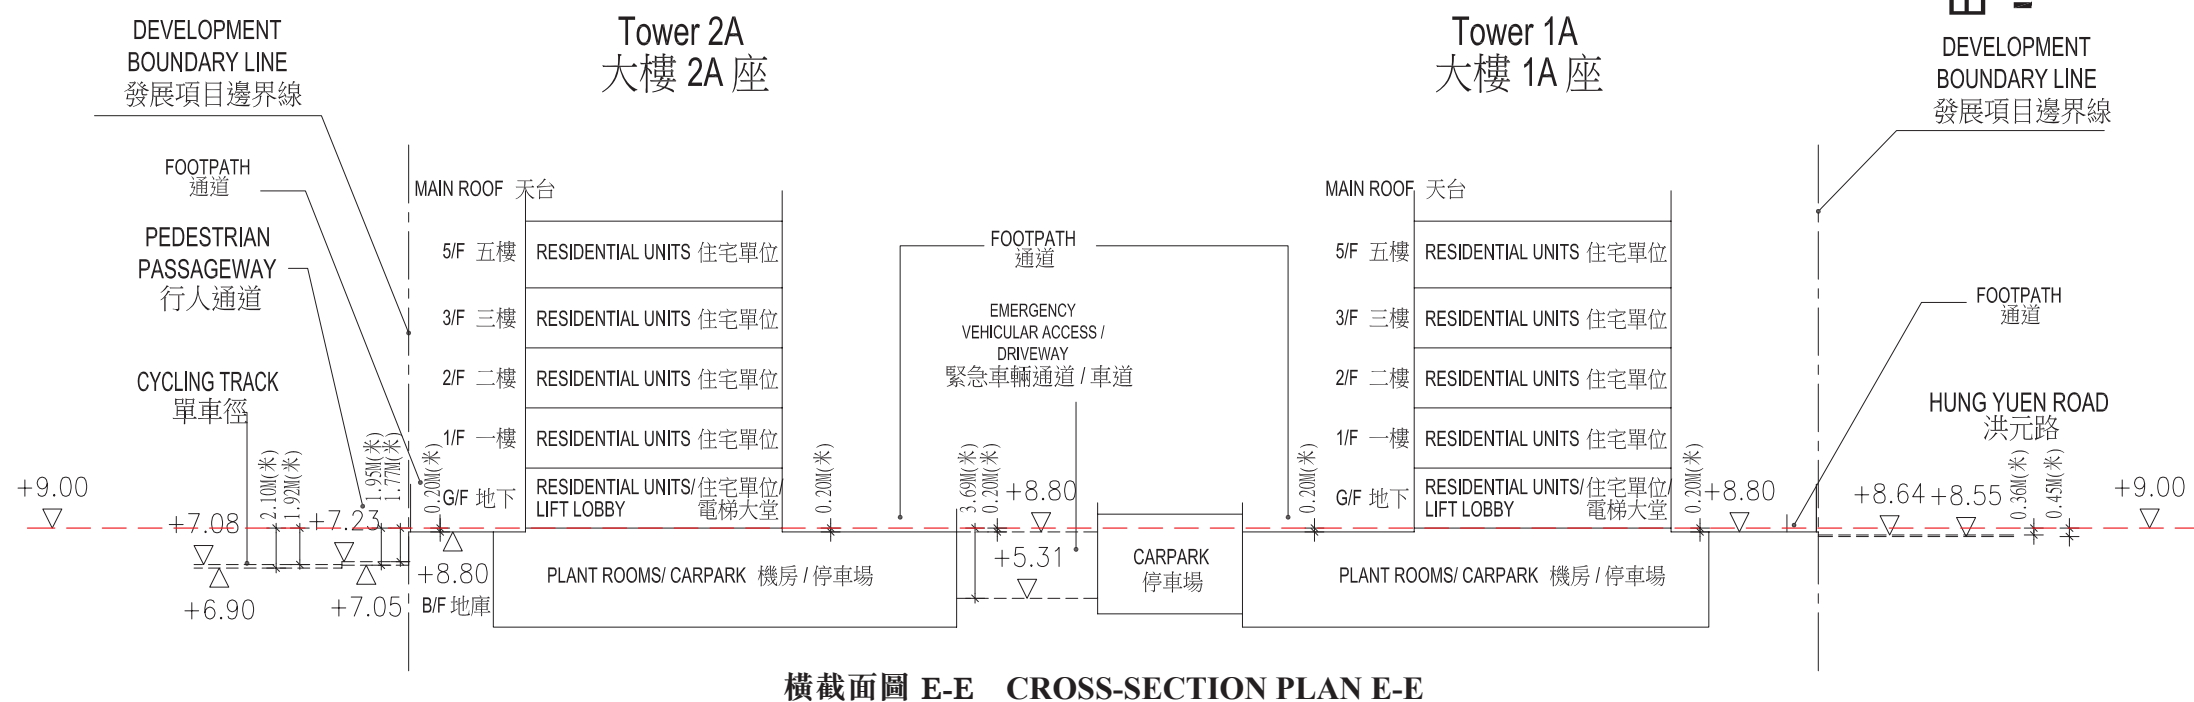 DEVELOPMENT
BOUNDARY LINE
發展項目邊界線
Tower 2A
大樓 2A 座
Tower 1A
大樓 1A 座
DEVELOPMENT
BOUNDARY LINE
發展項目邊界線
FOOTPATH
通道
PEDESTRIAN
PASSAGEWAY
行人通道
CYCLING TRACK
單車徑
MAIN ROOF 天台
5/F 五樓 RESIDENTIAL UNITS 住宅單位
3/F 三樓 RESIDENTIAL UNITS 住宅單位
2/F 二樓 RESIDENTIAL UNITS 住宅單位
1/F 一樓 RESIDENTIAL UNITS 住宅單位
G/F 地下 RESIDENTIAL UNITS/ 住宅單位/
LIFT LOBBY 電梯大堂
B/F 地庫
PLANT ROOMS/ CARPARK 機房 / 停車場
+9.00
+7.08
+6.90
2.10M(米)
1.92M(米)
+7.23
+7.05
1.95M(米)
1.77M(米)
0.20M(米)
+8.80
0.20M(米)
FOOTPATH
通道
EMERGENCY
VEHICULAR ACCESS /
DRIVEWAY
緊急車輛通道 / 車道
3.69M(米)
0.20M(米)
+8.80
+5.31
CARPARK
停車場
0.20M(米)
MAIN ROOF 天台
5/F 五樓 RESIDENTIAL UNITS 住宅單位
3/F 三樓 RESIDENTIAL UNITS 住宅單位
2/F 二樓 RESIDENTIAL UNITS 住宅單位
1/F 一樓 RESIDENTIAL UNITS 住宅單位
G/F 地下 RESIDENTIAL UNITS/ 住宅單位/
LIFT LOBBY 電梯大堂
PLANT ROOMS/ CARPARK 機房 / 停車場
0.20M(米)
+8.80
FOOTPATH
通道
HUNG YUEN ROAD
洪元路
+8.64
+8.55
0.36M(米)
0.45M(米)
+9.00
橫截面圖 E-E CROSS-SECTION PLAN E-E